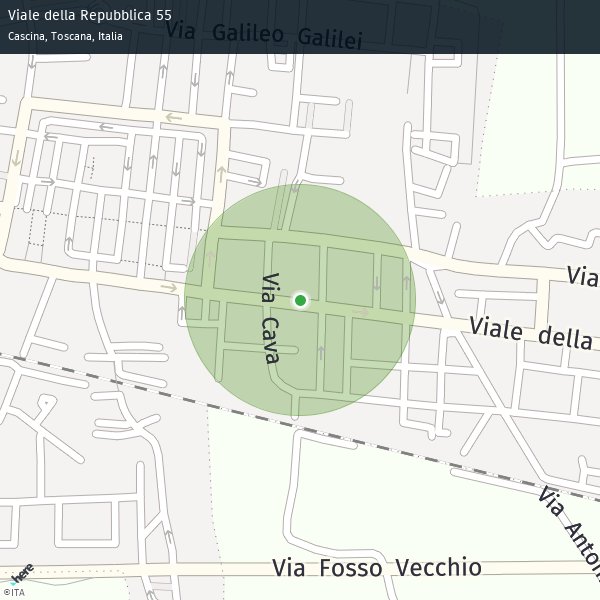 Viale della Repubblica 55
Cascina, Toscana, Italia
Via Galileo Galilei
Via Cava
Via
Viale della
Via Anton
Via Fosso Vecchio
here
©ITA